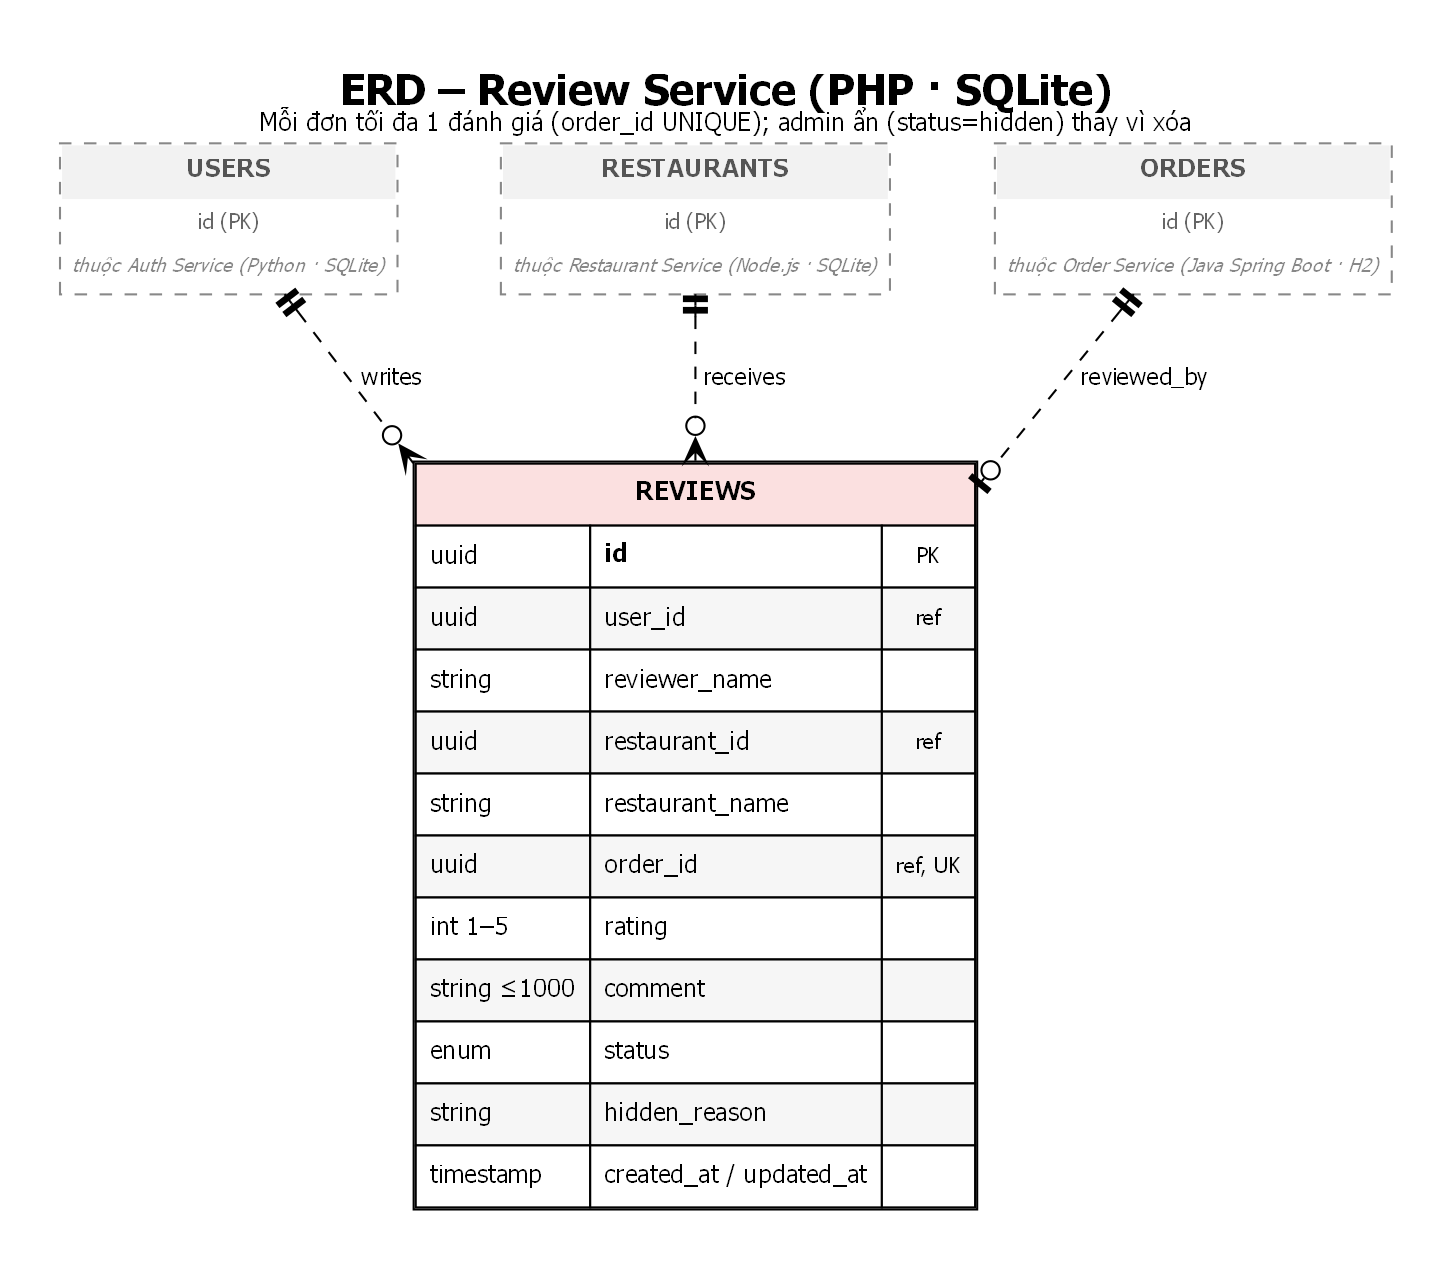 ERD – Review Service (PHP · SQLite)
Mỗi đơn tối đa 1 đánh giá (order_id UNIQUE); admin ẩn (status=hidden) thay vì xóa
USERS
id (PK)
thuộc Auth Service (Python · SQLite)
RESTAURANTS
id (PK)
thuộc Restaurant Service (Node.js · SQLite)
ORDERS
id (PK)
thuộc Order Service (Java Spring Boot · H2)
writes
receives
reviewed_by
REVIEWS
uuid id PK
uuid user_id ref
string reviewer_name
uuid restaurant_id ref
string restaurant_name
uuid order_id ref, UK
int 1–5 rating
string ≤1000 comment
enum status
string hidden_reason
timestamp created_at / updated_at